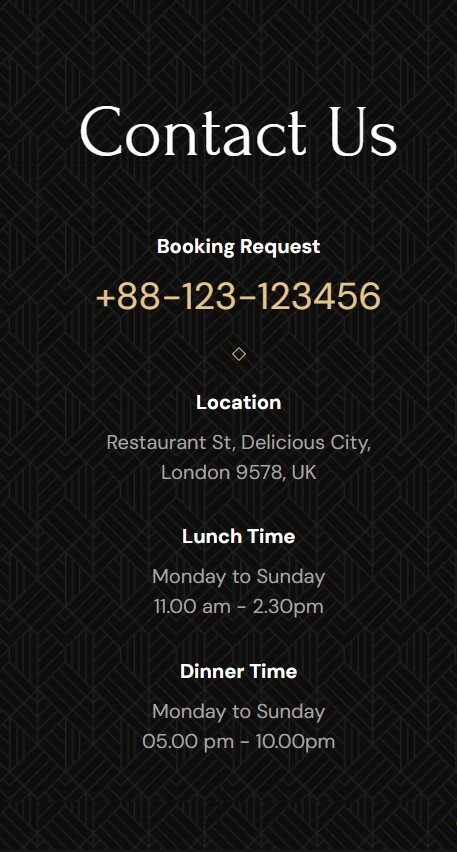 Contact Us
Booking Request
+88-123-123456
Location
Restaurant St, Delicious City,
London 9578, UK
Lunch Time
Monday to Sunday
11.00 am - 2.30pm
Dinner Time
Monday to Sunday
05.00 pm - 10.00pm